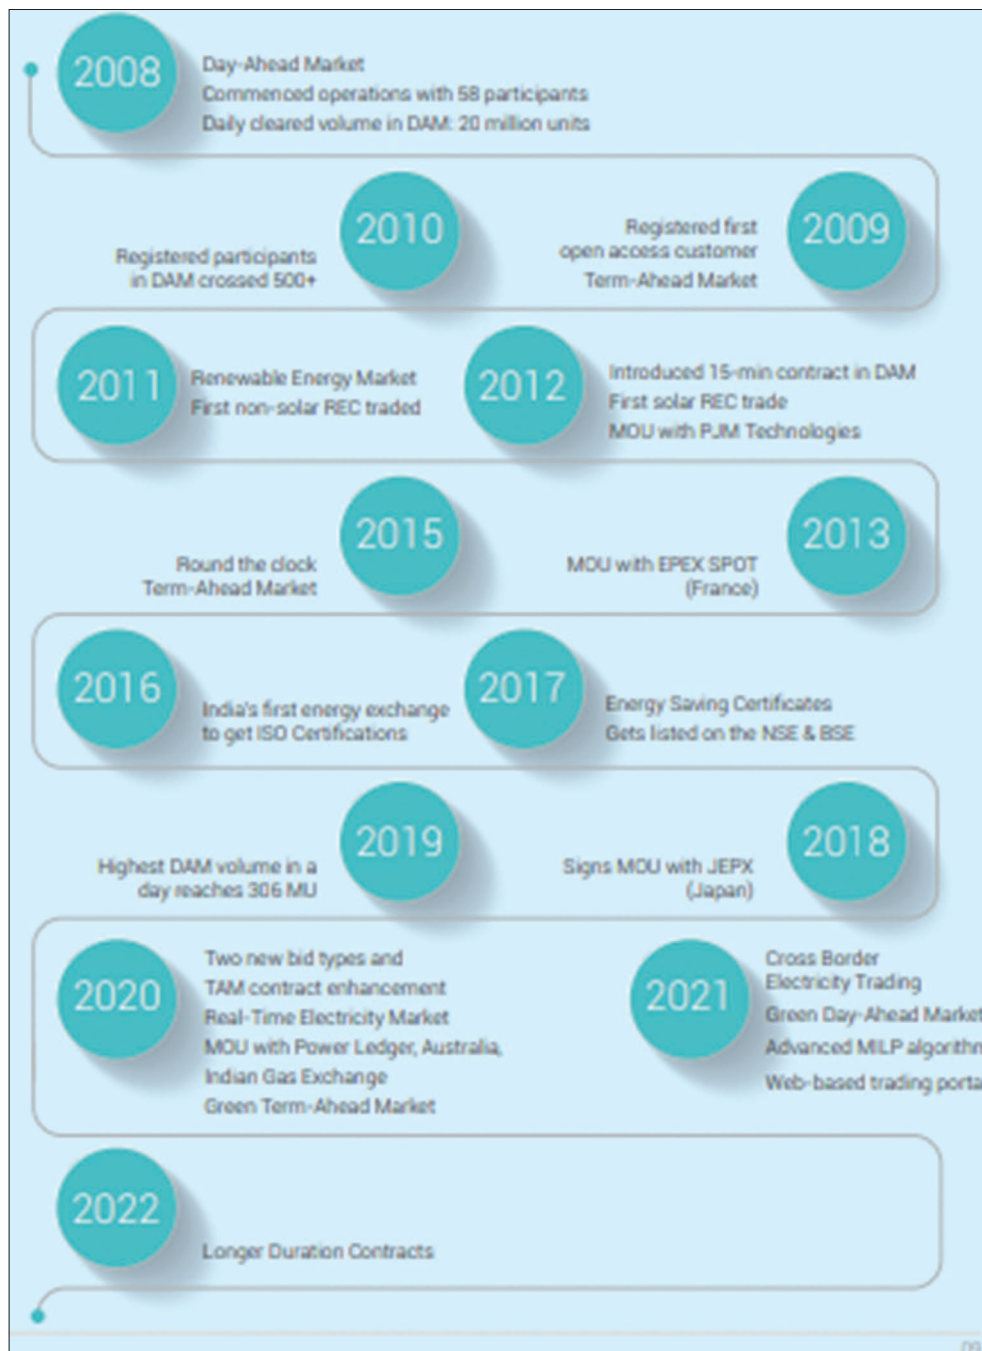 2008
Day-Ahead Market
Commenced operations with 58 participants
Daily cleared volume in DAM: 20 million units
2009
Registered first
open access customer
Term-Ahead Market
2010
Registered participants
in DAM crossed 500+
2011
Renewable Energy Market
First non-solar REC traded
2012
Introduced 15-min contract in DAM
First solar REC trade
MOU with PJM Technologies
2013
MOU with EPEX SPOT
(France)
2015
Round the clock
Term-Ahead Market
2016
India's first energy exchange
to get ISO Certifications
2017
Energy Saving Certificates
Gets listed on the NSE & BSE
2018
Signs MOU with JEPX
(Japan)
2019
Highest DAM volume in a
day reaches 306 MU
2020
Two new bid types and
TAM contract enhancement
Real-Time Electricity Market
MOU with Power Ledger, Australia,
Indian Gas Exchange
Green Term-Ahead Market
2021
Cross Border
Electricity Trading
Green Day-Ahead Market
Advanced MILP algorithm
Web-based trading porta
2022
Longer Duration Contracts
09